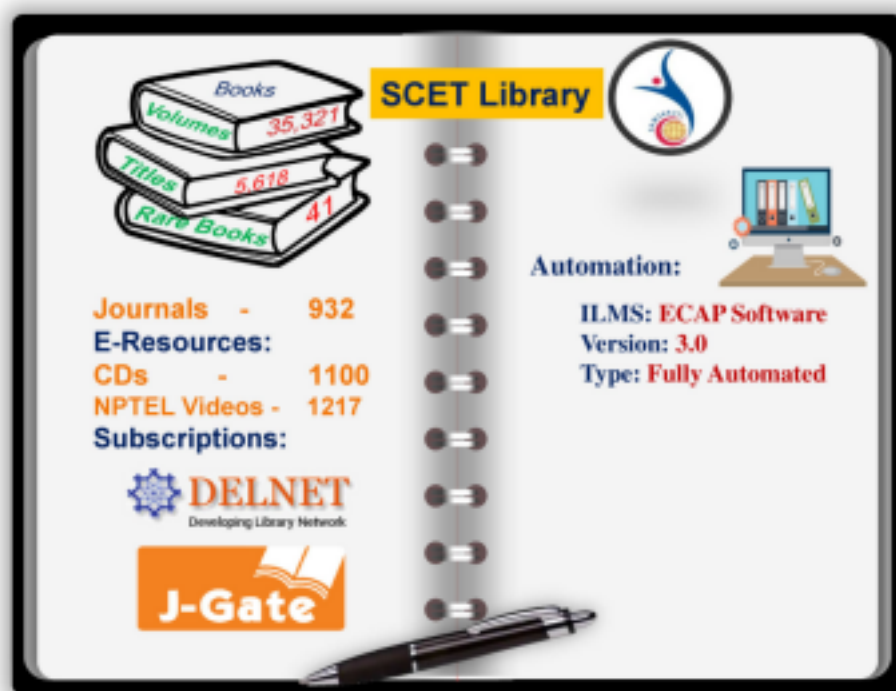 SCET Library
Books
Volumes 35,321
Titles 5,618
Rare Books 41
Journals - 932
E-Resources:
CDs - 1100
NPTEL Videos - 1217
Subscriptions:
DELNET
Developing Library Network
J-Gate
Automation:
ILMS: ECAP Software
Version: 3.0
Type: Fully Automated